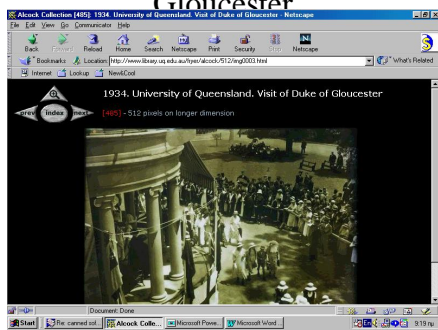 Gloucester
Alcock Collection [485]: 1934. University of Queensland. Visit of Duke of Gloucester - Netscape
File Edit View Go Communicator Help
Back Forward Reload Home Search Netscape Print Security Stop Netscape
Bookmarks Location: http://www.library.uq.edu.au/fryer/alcock/512/img0003.html What's Related
Internet Lookup New&Cool
1934. University of Queensland. Visit of Duke of Gloucester
prev index next
[485] - 512 pixels on longer dimension
Document: Done
Start Re: canned sol... Alcock Colle... Microsoft Powe... Microsoft Word ... En 9:19 πμ